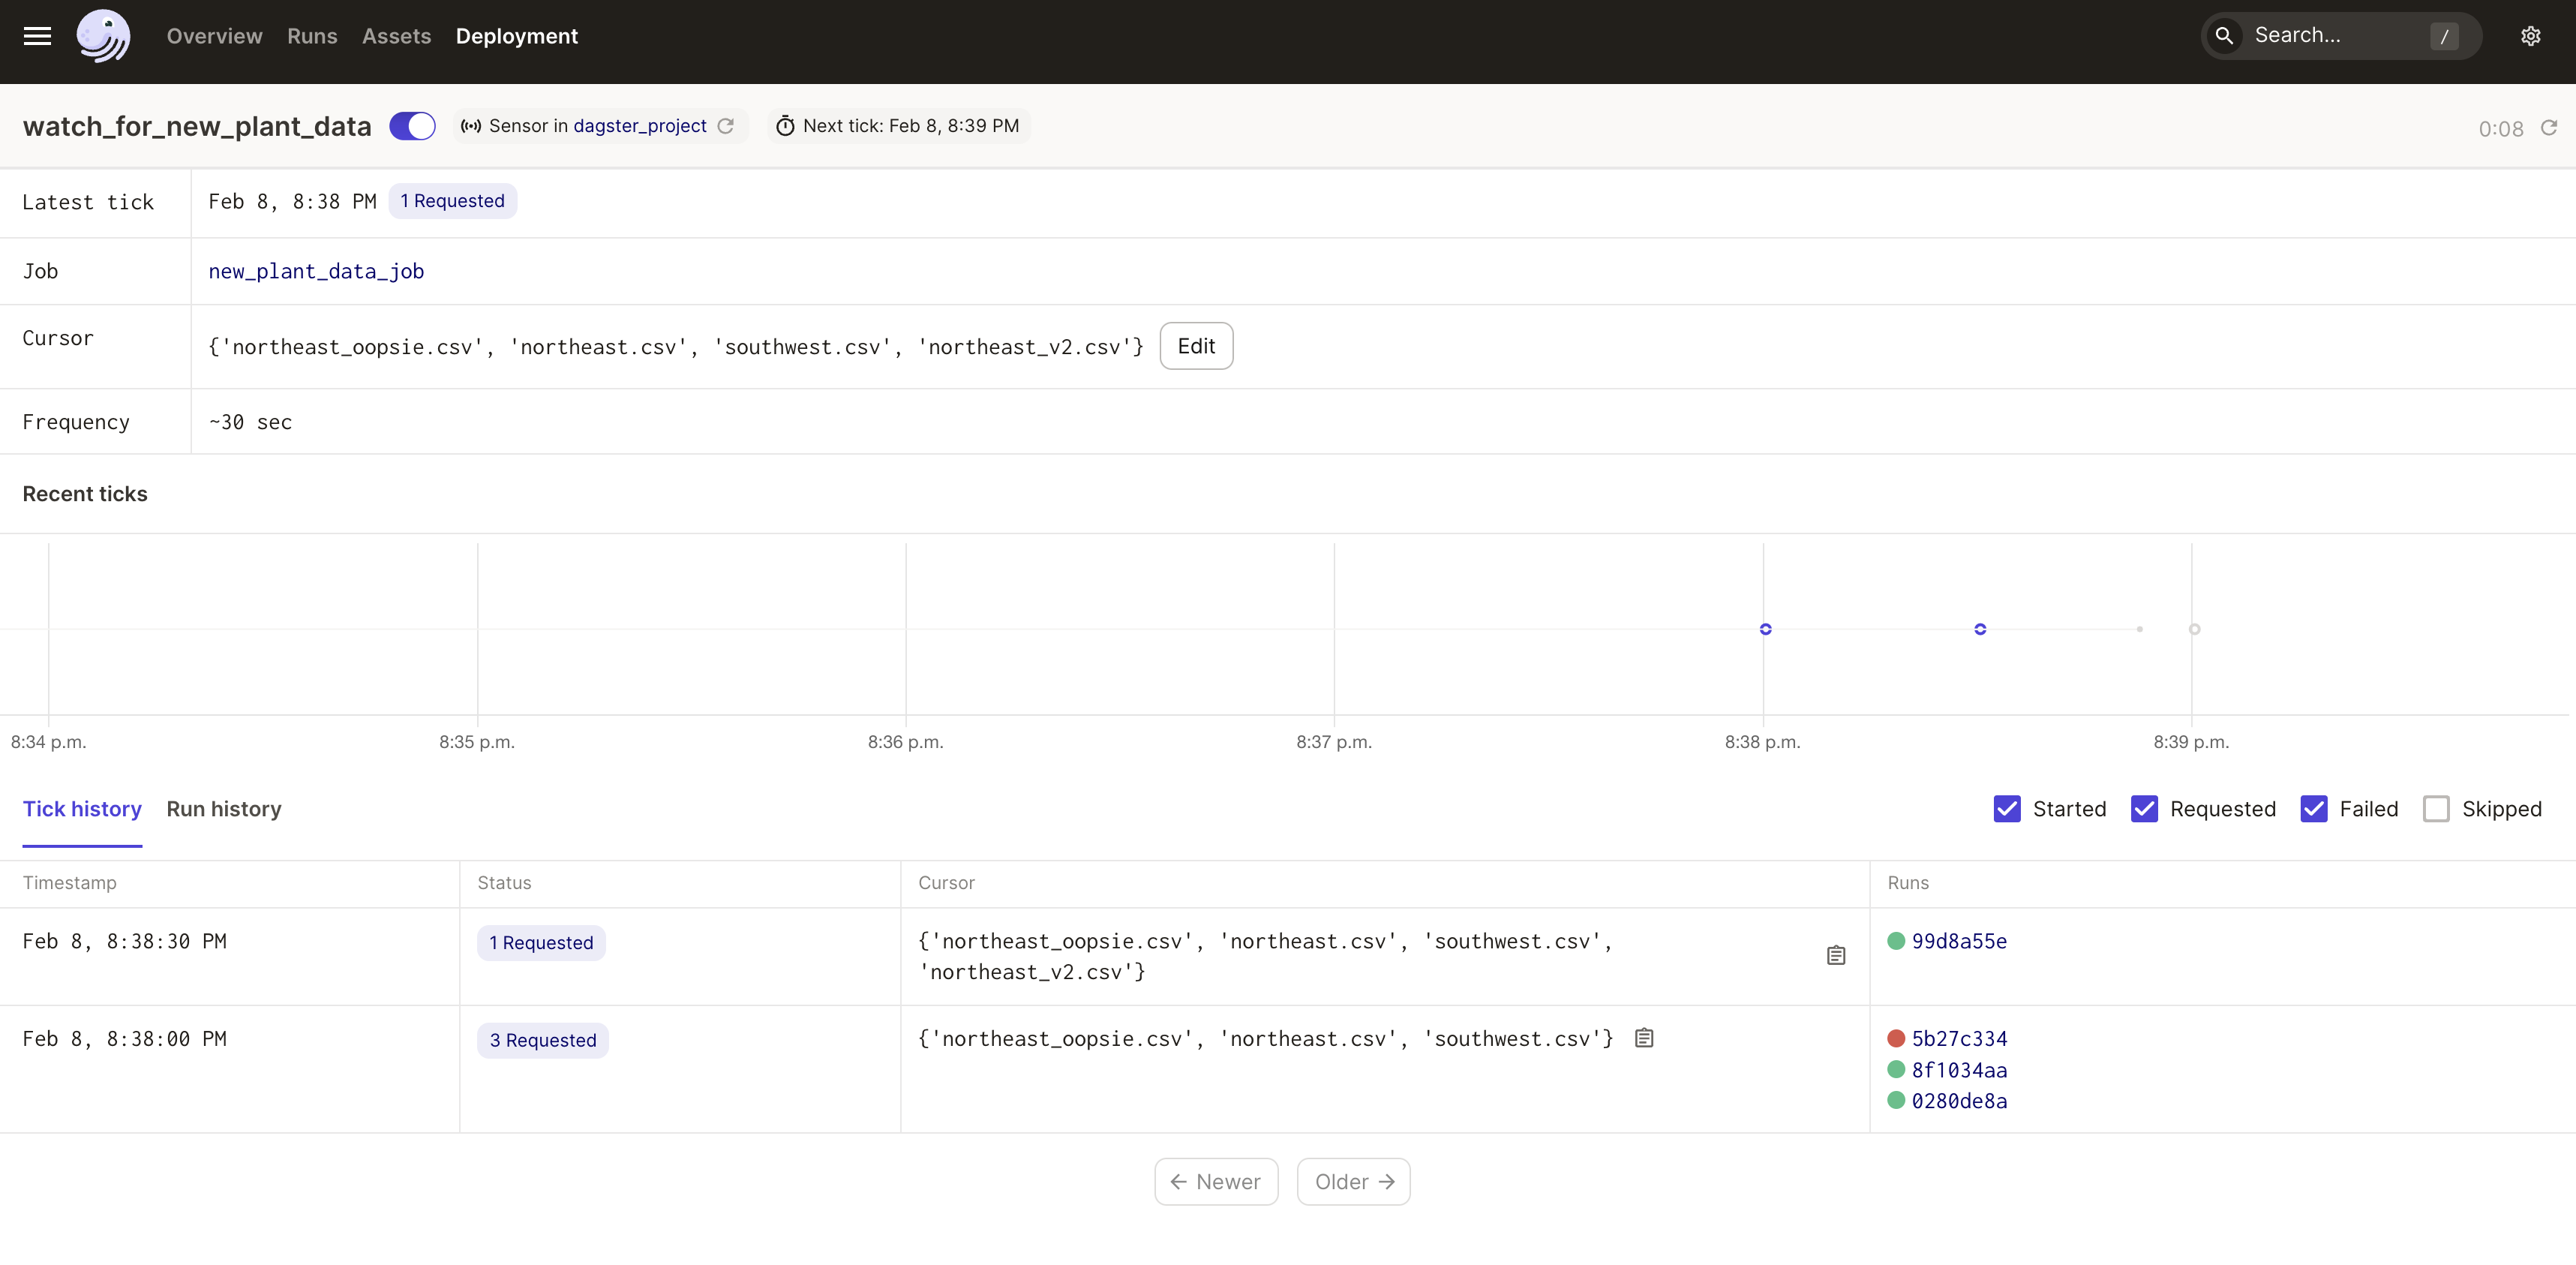 Overview Runs Assets Deployment Search... /
watch_for_new_plant_data Sensor in dagster_project Next tick: Feb 8, 8:39 PM 0:08
Latest tick Feb 8, 8:38 PM 1 Requested
Job new_plant_data_job
Cursor {'northeast_oopsie.csv', 'northeast.csv', 'southwest.csv', 'northeast_v2.csv'} Edit
Frequency ~30 sec
Recent ticks
8:34 p.m. 8:35 p.m. 8:36 p.m. 8:37 p.m. 8:38 p.m. 8:39 p.m.
Tick history Run history Started Requested Failed Skipped
Timestamp Status Cursor Runs
Feb 8, 8:38:30 PM 1 Requested {'northeast_oopsie.csv', 'northeast.csv', 'southwest.csv', 99d8a55e
'northeast_v2.csv'}
Feb 8, 8:38:00 PM 3 Requested {'northeast_oopsie.csv', 'northeast.csv', 'southwest.csv'} 5b27c334
8f1034aa
0280de8a
← Newer Older →